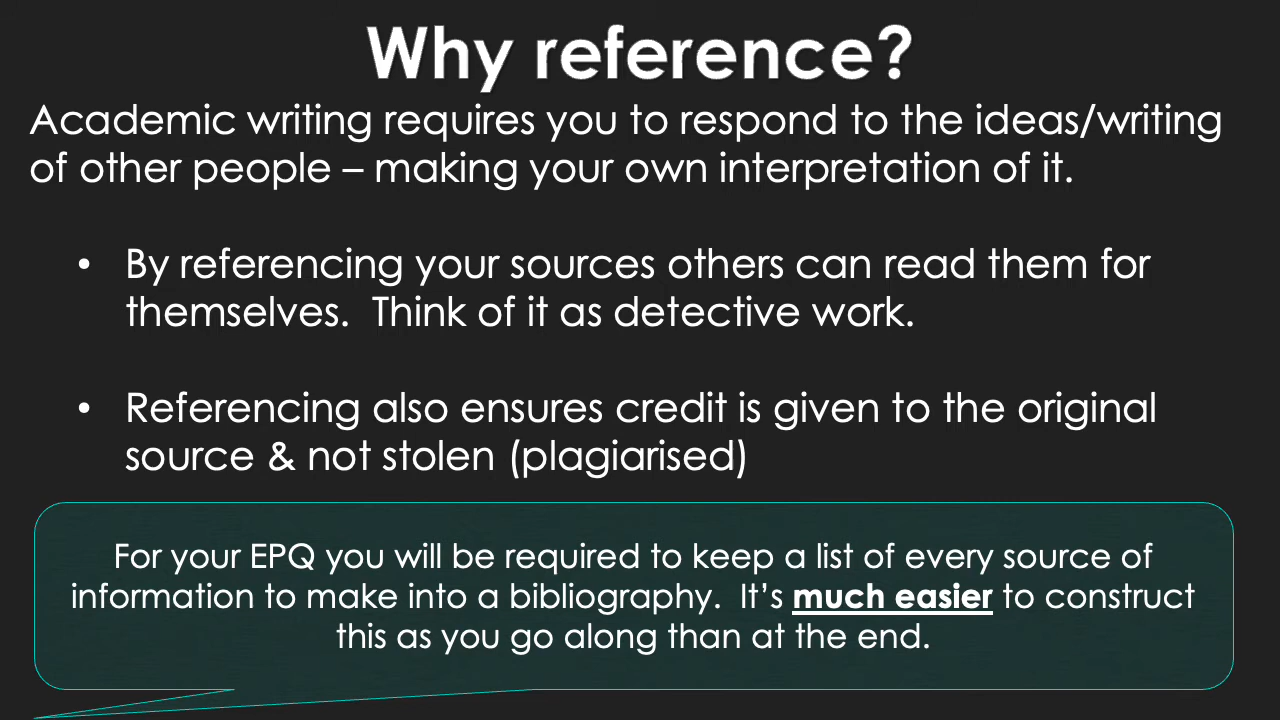 Why reference?
Academic writing requires you to respond to the ideas/writing
of other people – making your own interpretation of it.
• By referencing your sources others can read them for
themselves.  Think of it as detective work.
• Referencing also ensures credit is given to the original
source & not stolen (plagiarised)
For your EPQ you will be required to keep a list of every source of
information to make into a bibliography.  It’s much easier to construct
this as you go along than at the end.